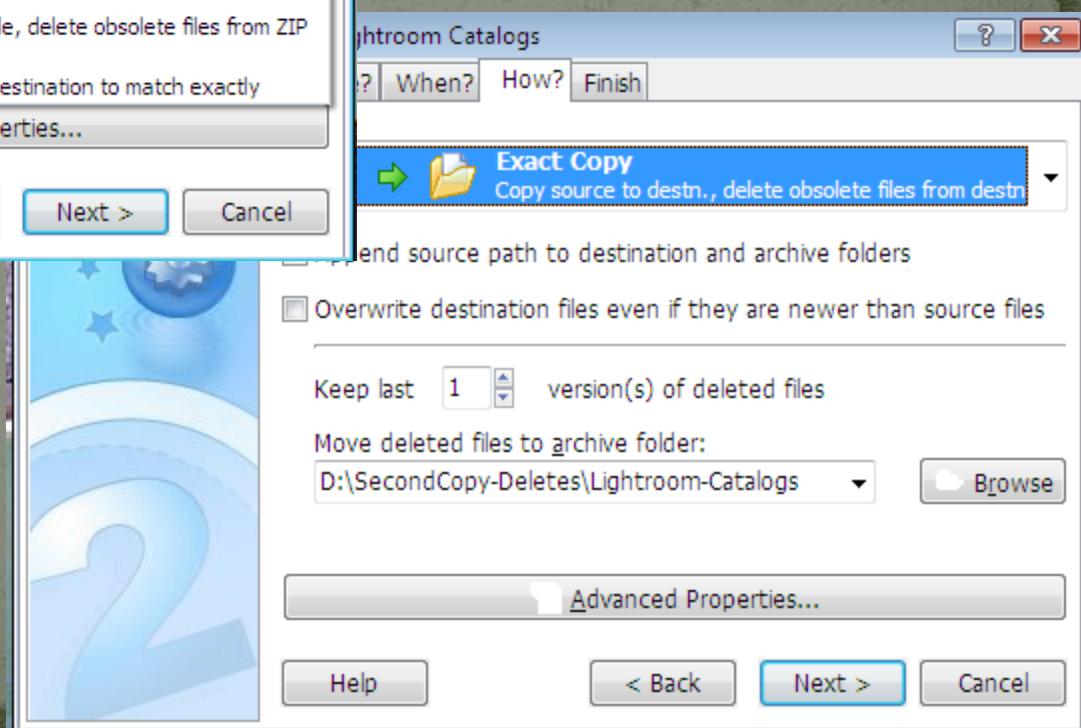 le, delete obsolete files from ZIP
estination to match exactly
erties...
Next >
Cancel
htroom Catalogs
?
e?
When?
How?
Finish
Exact Copy
Copy source to destn., delete obsolete files from destn
pend source path to destination and archive folders
Overwrite destination files even if they are newer than source files
Keep last 1 version(s) of deleted files
Move deleted files to archive folder:
D:\SecondCopy-Deletes\Lightroom-Catalogs
Browse
Advanced Properties...
Help
< Back
Next >
Cancel
2